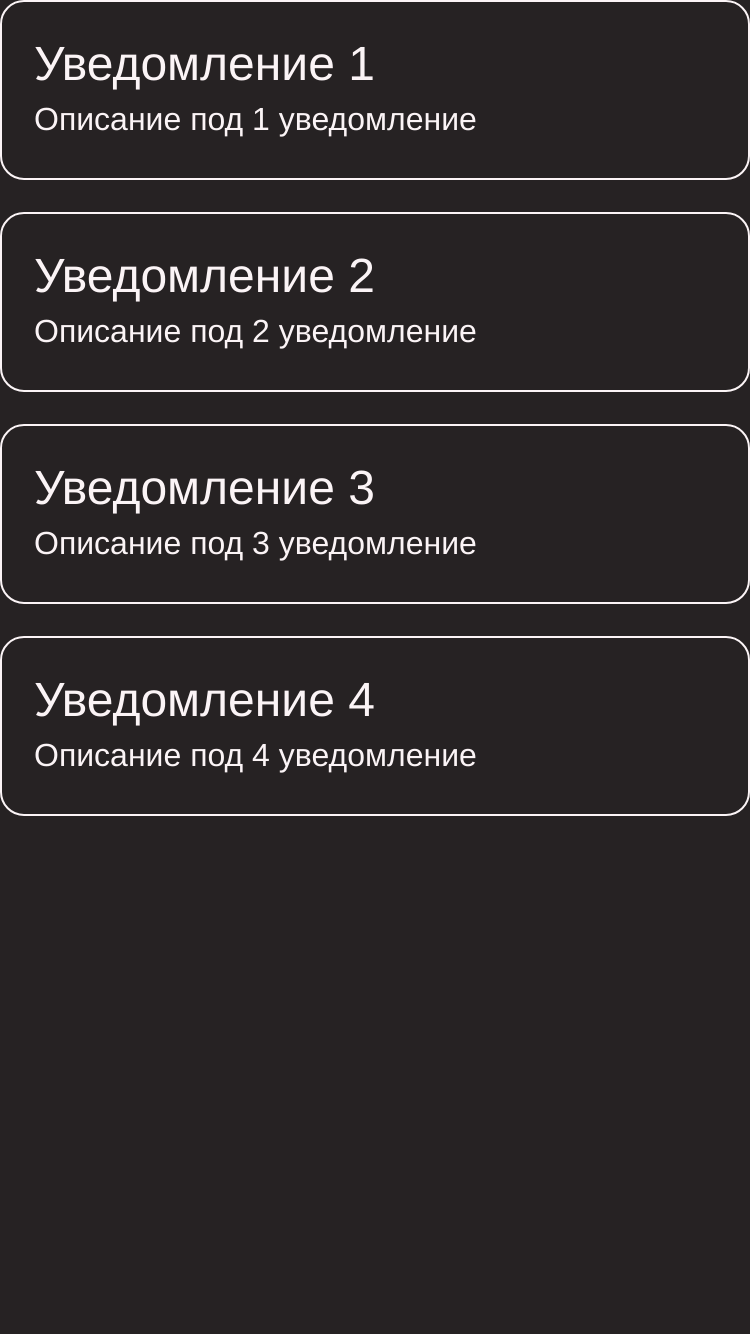 Уведомление 1
Описание под 1 уведомление
Уведомление 2
Описание под 2 уведомление
Уведомление 3
Описание под 3 уведомление
Уведомление 4
Описание под 4 уведомление